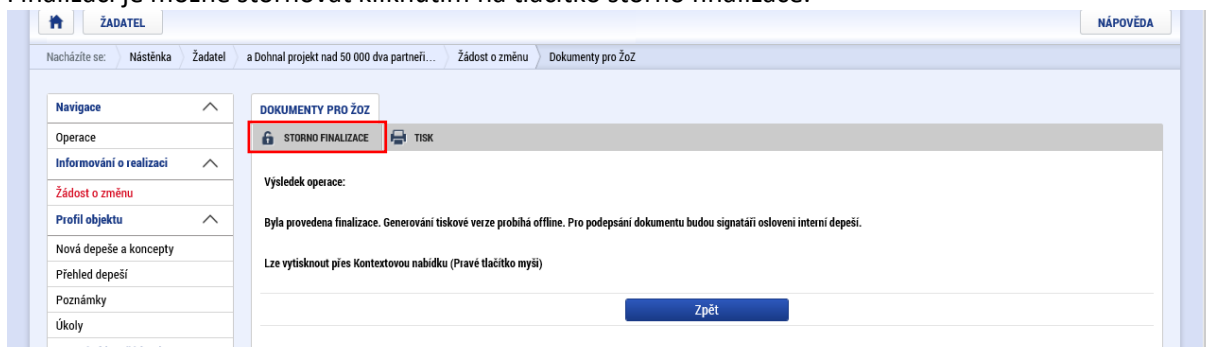 Finalizaci je možné stornovat kliknutím na tlačítko storno finalizace.
ŽADATEL
NÁPOVĚDA
Nacházíte se: Nástěnka Žadatel a Dohnal projekt nad 50 000 dva partneři... Žádost o změnu Dokumenty pro ŽoZ
Navigace
Operace
Informování o realizaci
Žádost o změnu
Profil objektu
Nová depeše a koncepty
Přehled depeší
Poznámky
Úkoly
DOKUMENTY PRO ŽOZ
STORNO FINALIZACE TISK
Výsledek operace:
Byla provedena finalizace. Generování tiskové verze probíhá offline. Pro podepsání dokumentu budou signatáři osloveni interní depeší.
Lze vytisknout přes Kontextovou nabídku (Pravé tlačítko myši)
Zpět